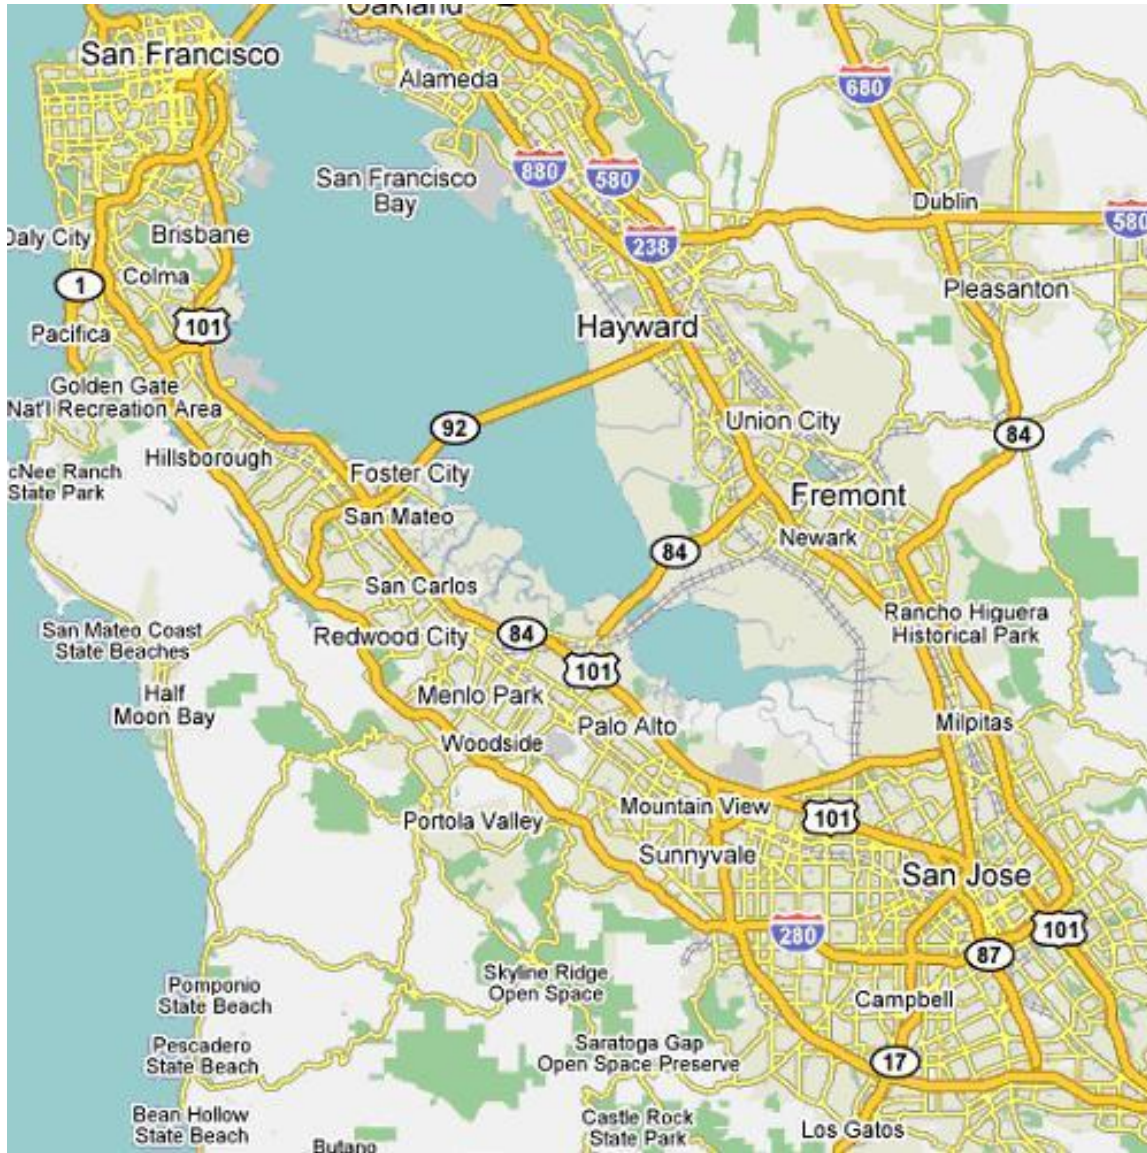 Oakland
San Francisco
Alameda
680
880
580
San Francisco
Bay
Dublin
580
Daly City
Brisbane
238
Colma
1
Pleasanton
101
Hayward
Pacifica
Golden Gate
Nat'l Recreation Area
92
Union City
84
Hillsborough
Foster City
cNee Ranch
State Park
San Mateo
Fremont
Newark
84
San Carlos
Rancho Higuera
Historical Park
San Mateo Coast
State Beaches
Redwood City
84
101
Half
Moon Bay
Menlo Park
Palo Alto
Milpitas
Woodside
Mountain View
101
Portola Valley
Sunnyvale
San Jose
280
101
87
Skyline Ridge
Open Space
Pomponio
State Beach
Campbell
Pescadero
State Beach
Saratoga Gap
Open Space Preserve
17
Bean Hollow
State Beach
Castle Rock
State Park
Los Gatos
Butano